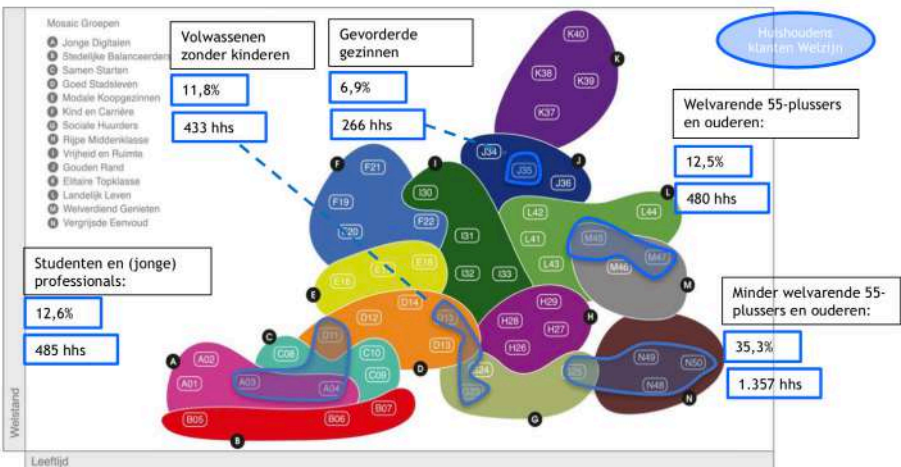 Mosaic Groepen
A Jonge Digitalen
B Stedelijke Balanceerders
C Samen Starten
D Goed Stadsleven
E Modale Koopgezinnen
F Kind en Carrière
G Sociale Huurders
H Rijpe Middenklasse
I Vrijheid en Ruimte
J Gouden Rand
K Elitaire Topklasse
L Landelijk Leven
M Welverdiend Genieten
N Vergrijsde Eenvoud
Volwassenen
zonder kinderen
11,8%
433 hhs
Gevorderde
gezinnen
6,9%
266 hhs
Huishoudens
klanten Welzijn
Welvarende 55-plussers
en ouderen:
12,5%
480 hhs
Studenten en (jonge)
professionals:
12,6%
485 hhs
Minder welvarende 55-
plussers en ouderen:
35,3%
1.357 hhs
K40
K38
K39
K37
K
J34
J35
J36
J
F
F21
F19
F20
F22
I
I30
I31
I32
I33
L42
L44
L
L41
L43
M45
M47
M46
M
E
E16
E18
D14
D12
D11
D13
D
H29
H28
H27
H26
H
C
C08
C10
C09
A
A02
A01
A03
A04
B05
B06
B07
B
G24
G
N49
N50
N48
N
Welstand
Leeftijd